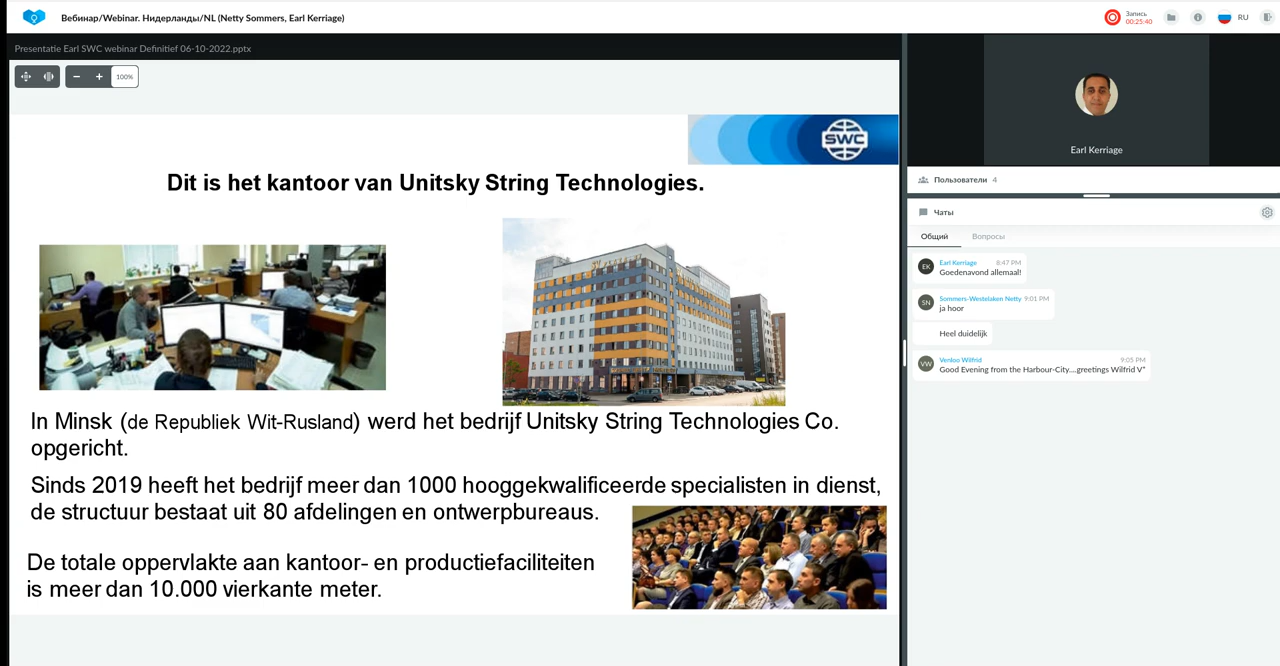 Вебинар/Webinar. Нидерланды/NL (Netty Sommers, Earl Kerriage)
Запись
00:25:40
RU
Presentatie Earl SWC webinar Definitief 06-10-2022.pptx
100%
SWC
Dit is het kantoor van Unitsky String Technologies.
In Minsk (de Republiek Wit-Rusland) werd het bedrijf Unitsky String Technologies Co.
opgericht.
Sinds 2019 heeft het bedrijf meer dan 1000 hooggekwalificeerde specialisten in dienst,
de structuur bestaat uit 80 afdelingen en ontwerpbureaus.
De totale oppervlakte aan kantoor- en productiefaciliteiten
is meer dan 10.000 vierkante meter.
Earl Kerriage
Пользователи 4
Чаты
Общий Вопросы
EK Earl Kerriage 8:47 PM
Goedenavond allemaal!
SN Sommers-Westelaken Netty 9:01 PM
ja hoor
Heel duidelijk
VW Venloo Wilfrid 9:05 PM
Good Evening from the Harbour-City....greetings Wilfrid V"